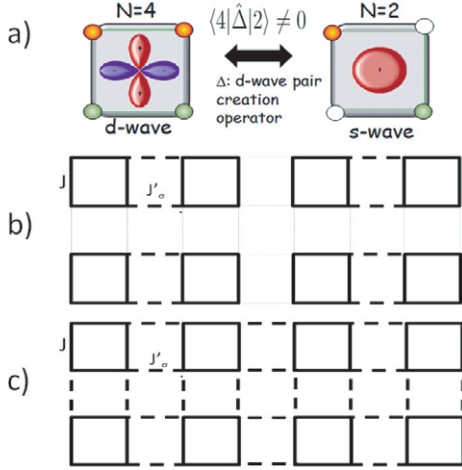 a)
N=4
⟨4|Δ̂|2⟩ ≠ 0
N=2
Δ: d-wave pair
creation
operator
d-wave
s-wave
b)
J
J'σ
c)
J
J'σ